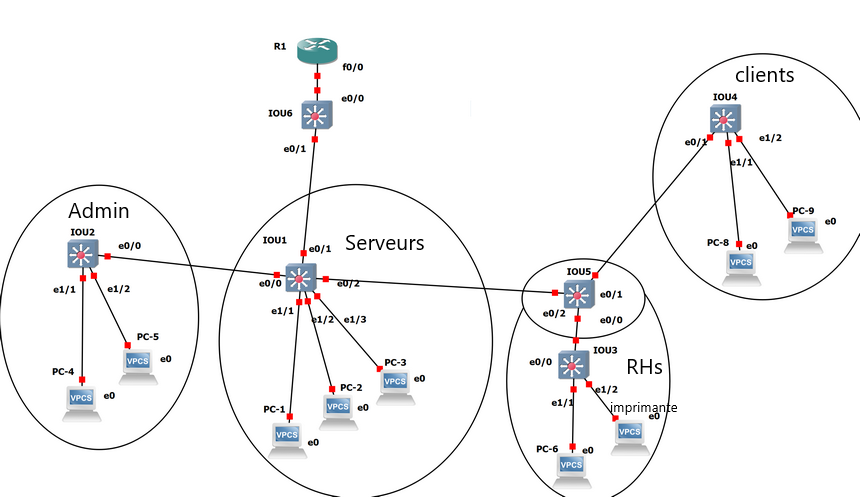 R1
f0/0
e0/0
IOU6
e0/1
clients
IOU4
e0/1
e1/2
e1/1
PC-9
VPCS
e0
PC-8
e0
VPCS
Admin
IOU2
e0/0
e1/1
e1/2
PC-5
VPCS
e0
PC-4
VPCS
e0
Serveurs
IOU1
e0/1
e0/0
e0/2
e1/1
e1/2
e1/3
PC-3
VPCS
e0
PC-2
VPCS
e0
PC-1
VPCS
e0
IOU5
e0/1
e0/2
e0/0
IOU3
e0/0
RHs
e1/1
e1/2
imprimante
e0
VPCS
PC-6
e0
VPCS